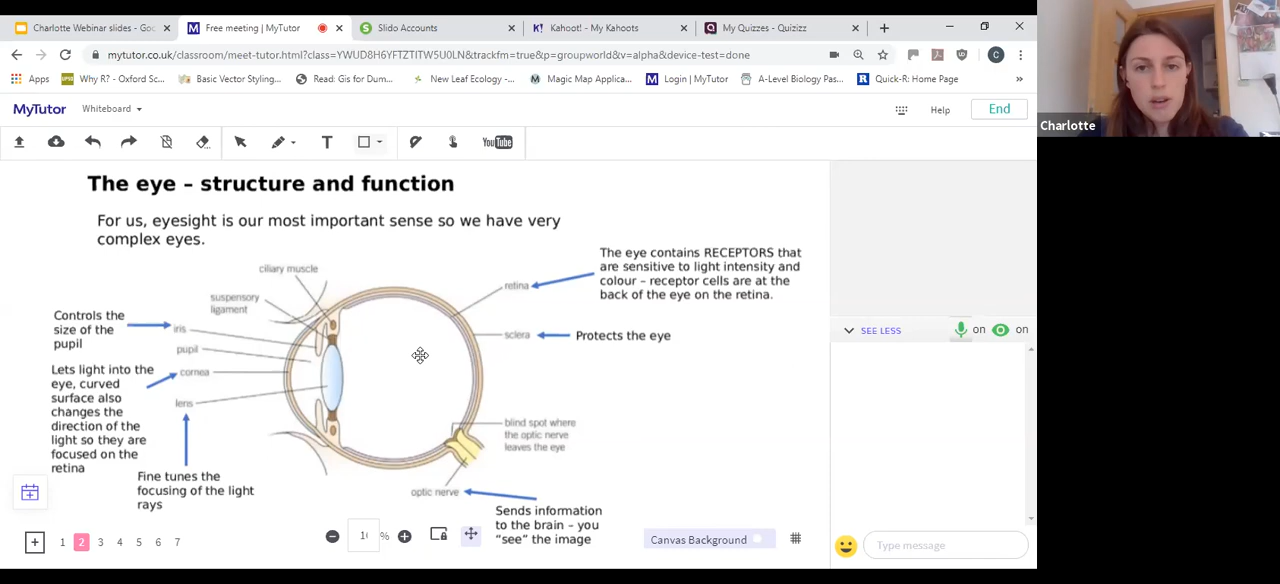 Charlotte Webinar slides - Goo
Free meeting | MyTutor
Slido Accounts
Kahoot! - My Kahoots
My Quizzes - Quizizz
mytutor.co.uk/classroom/meet-tutor.html?class=YWUD8H6YFTZTITW5U0LN&trackfm=true&p=groupworld&v=alpha&device-test=done
Apps
Why R? - Oxford Sc...
Basic Vector Styling...
Read: Gis for Dum...
New Leaf Ecology -...
Magic Map Applica...
Login | MyTutor
A-Level Biology Pas...
Quick-R: Home Page
MyTutor
Whiteboard
Help
End
Charlotte
YouTube
The eye – structure and function
For us, eyesight is our most important sense so we have very
complex eyes.
The eye contains RECEPTORS that
are sensitive to light intensity and
colour – receptor cells are at the
back of the eye on the retina.
ciliary muscle
suspensory
ligament
retina
Controls the
size of the
pupil
iris
sclera
Protects the eye
pupil
Lets light into the
eye, curved
surface also
changes the
direction of the
light so they are
focused on the
retina
cornea
lens
blind spot where
the optic nerve
leaves the eye
Fine tunes the
focusing of the light
rays
optic nerve
Sends information
to the brain – you
“see” the image
SEE LESS
on
on
1 2 3 4 5 6 7
%
Canvas Background
Type message